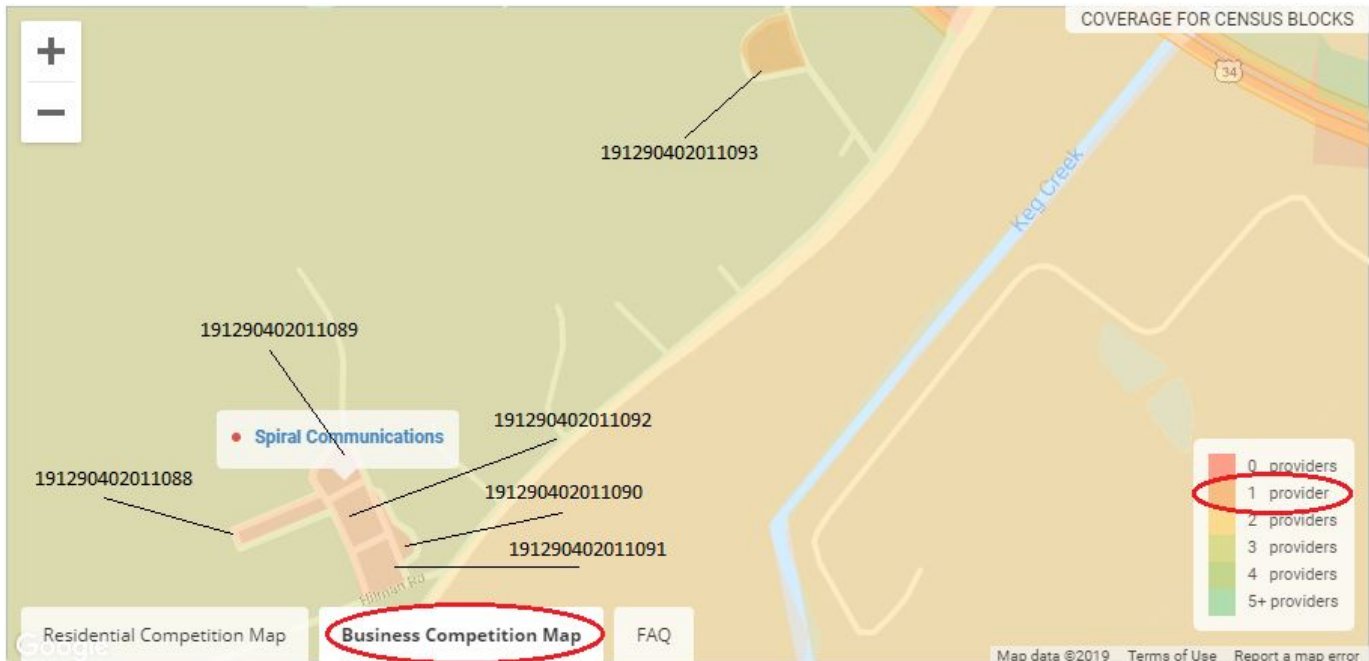 COVERAGE FOR CENSUS BLOCKS
+
−
34
191290402011093
Keg Creek
191290402011089
191290402011092
Spiral Communications
191290402011088
191290402011090
191290402011091
Hillman Rd
0 providers
1 provider
2 providers
3 providers
4 providers
5+ providers
Residential Competition Map
Business Competition Map
FAQ
Google
Map data ©2019 Terms of Use Report a map error